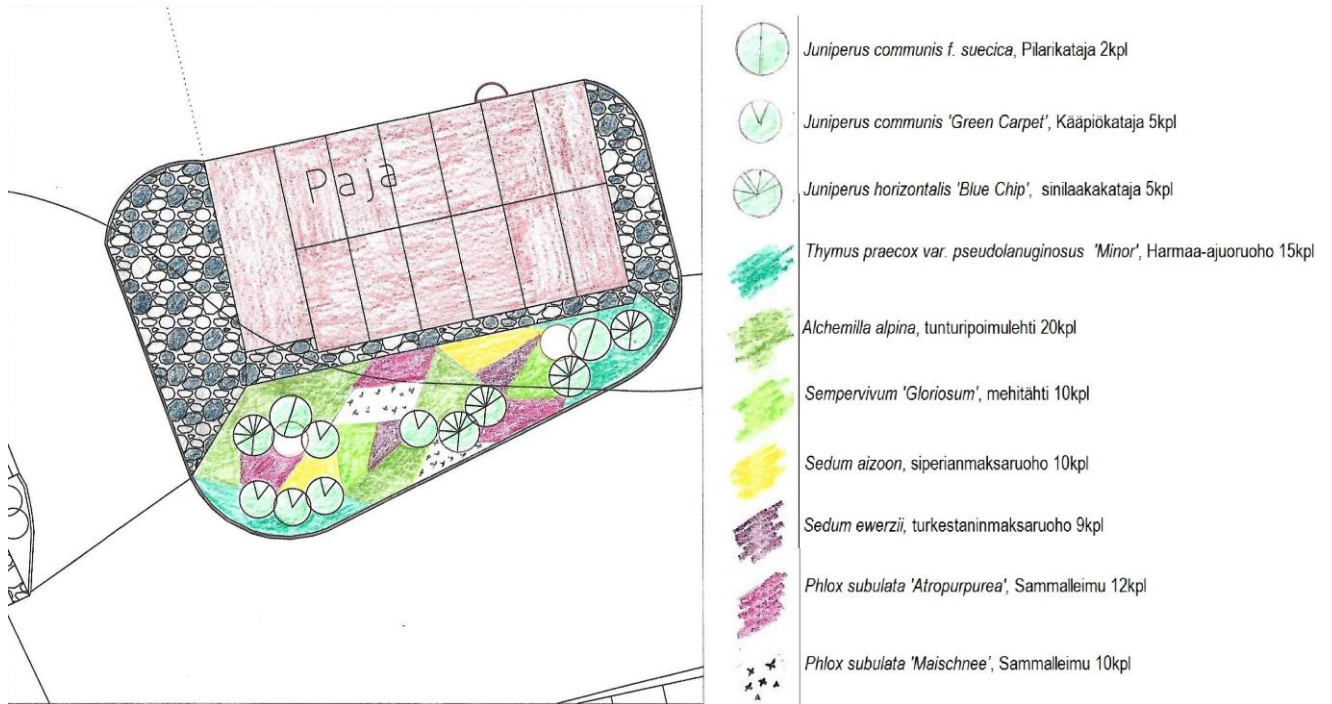 Paja
Juniperus communis f. suecica, Pilarikataja 2kpl
Juniperus communis 'Green Carpet', Kääpiökataja 5kpl
Juniperus horizontalis 'Blue Chip', sinilaakakataja 5kpl
Thymus praecox var. pseudolanuginosus 'Minor', Harmaa-ajuoruoho 15kpl
Alchemilla alpina, tunturipoimulehti 20kpl
Sempervivum 'Gloriosum', mehitähti 10kpl
Sedum aizoon, siperianmaksaruoho 10kpl
Sedum ewerzii, turkestaninmaksaruoho 9kpl
Phlox subulata 'Atropurpurea', Sammalleimu 12kpl
Phlox subulata 'Maischnee', Sammalleimu 10kpl